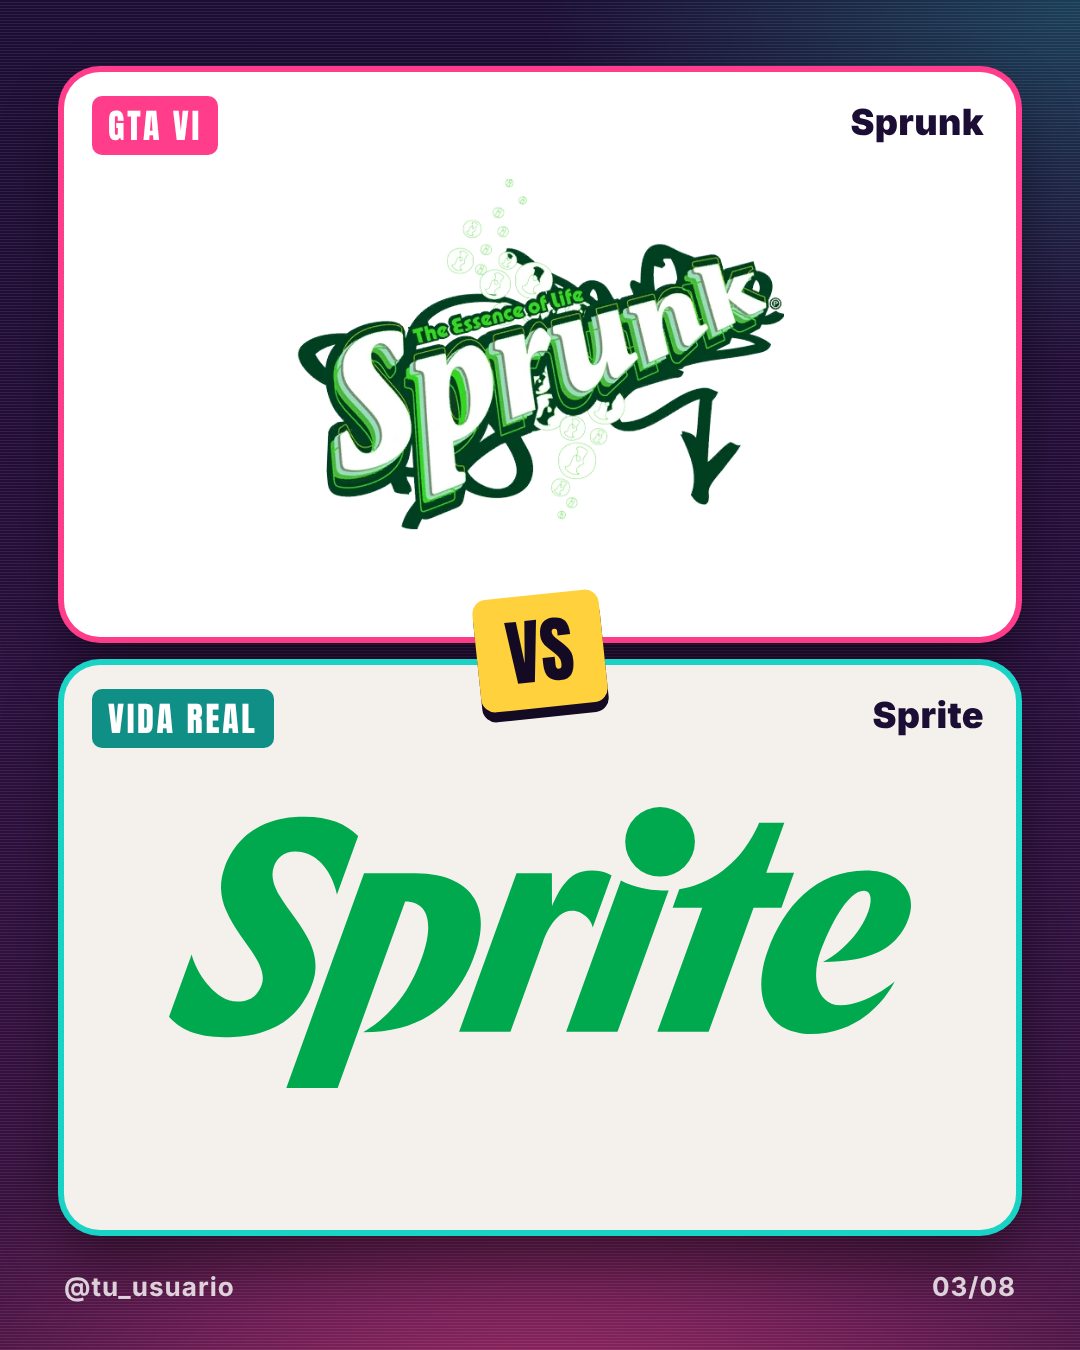 GTA VI
Sprunk
The Essence of Life
Sprunk
VS
VIDA REAL
Sprite
Sprite
@tu_usuario
03/08